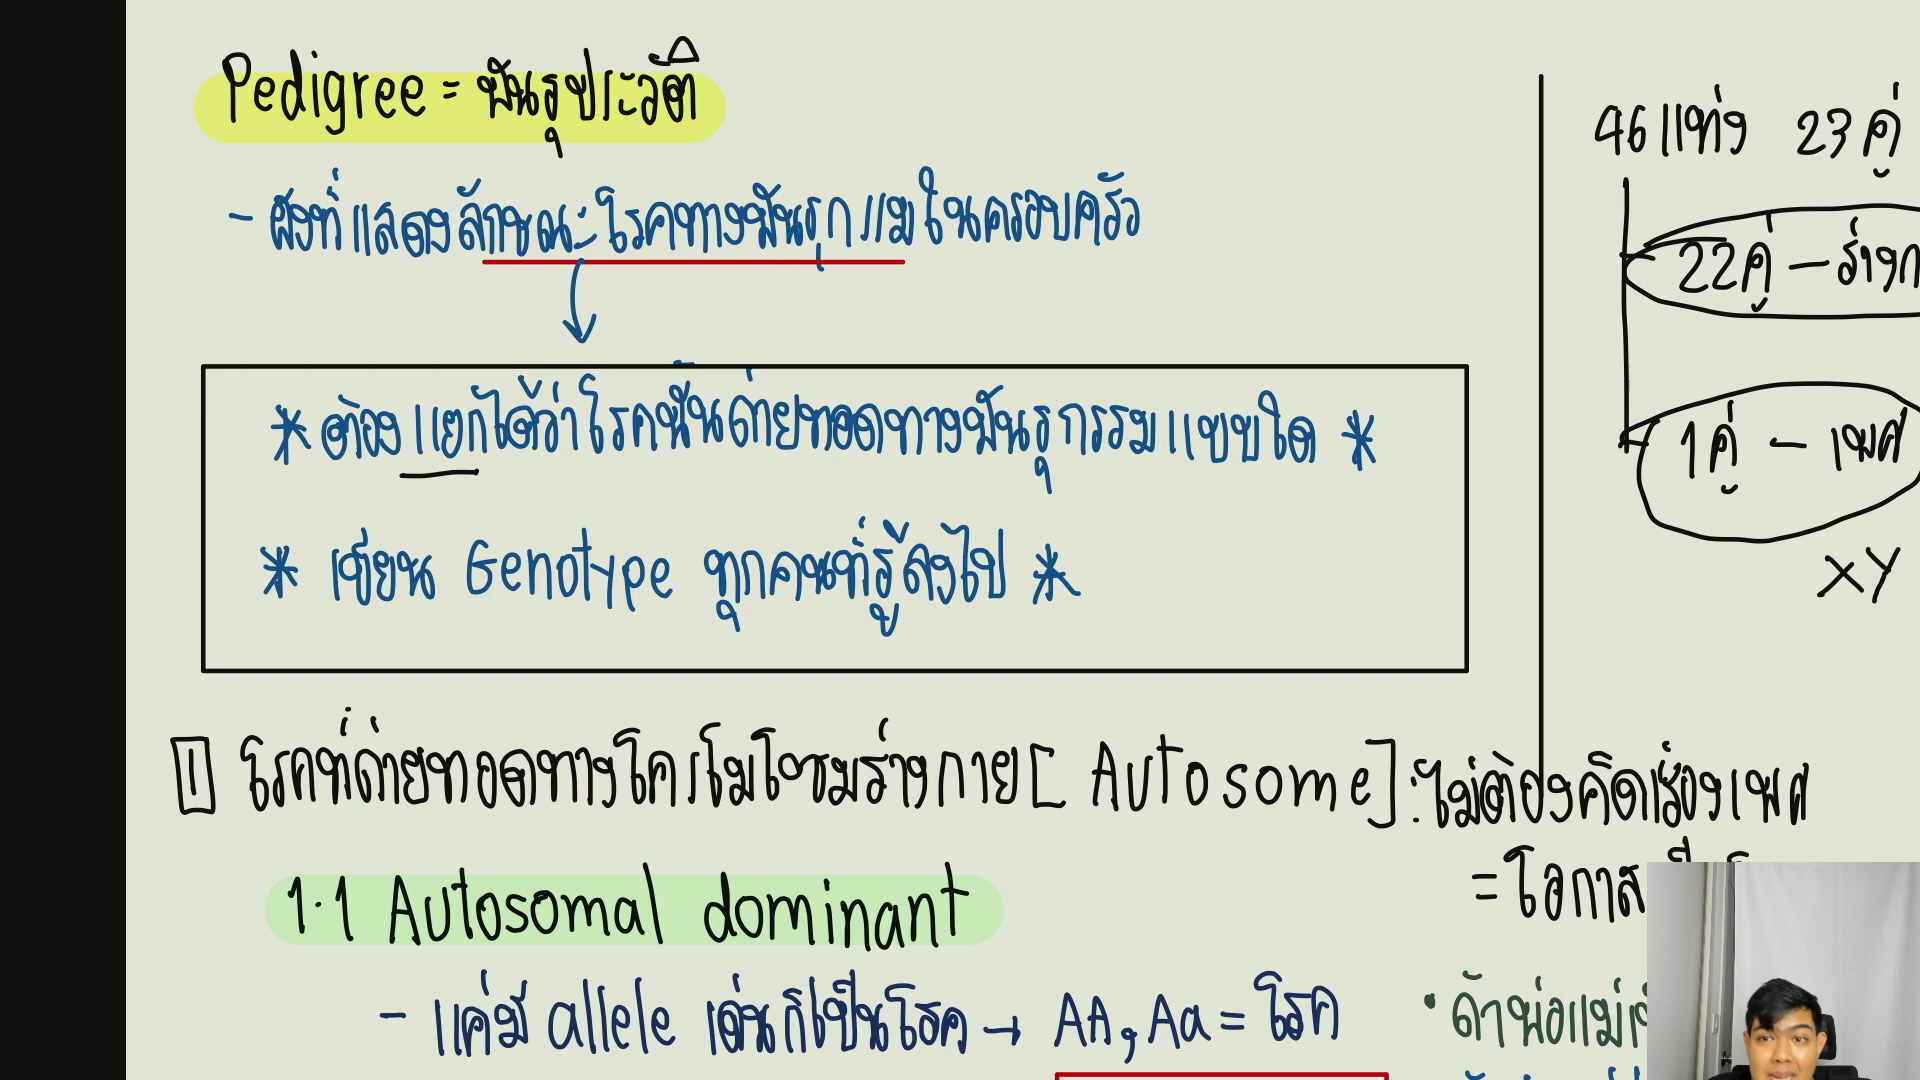 Pedigree = พันธุประวัติ
- ผังที่แสดงลักษณะโรคทางพันธุกรรมในครอบครัว
* ต้องแยกได้ว่าโรคนั้นถ่ายทอดทางพันธุกรรมแบบใด *
* เขียน Genotype ทุกคนที่รู้ลงไป *
46 แท่ง 23 คู่
22 คู่ – ร่างก
1 คู่ – เพศ
XY
1 โรคที่ถ่ายทอดทางโครโมโซมร่างกาย [Autosome] : ไม่ต้องคิดเรื่องเพศ
= โอกาส
1.1 Autosomal dominant
- แค่มี allele เด่นก็เป็นโรค → AA, Aa = โรค
• ถ้าพ่อแม่